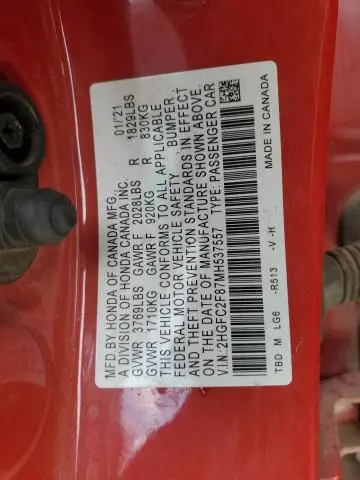 MFD. BY HONDA OF CANADA MFG. 01/21
A DIVISION OF HONDA CANADA INC.
GVWR 3769LBS GAWR F 2028LBS R 1829LBS
GVWR 1710KG GAWR F 920KG R 830KG
THIS VEHICLE CONFORMS TO ALL APPLICABLE
FEDERAL MOTOR VEHICLE SAFETY BUMPER,
AND THEFT PREVENTION STANDARDS IN EFFECT
ON THE DATE OF MANUFACTURE SHOWN ABOVE.
V.I.N:2HGFC2F87MH537557 TYPE: PASSENGER CAR
TBD M LG6 -R513 -V -H MADE IN CANADA